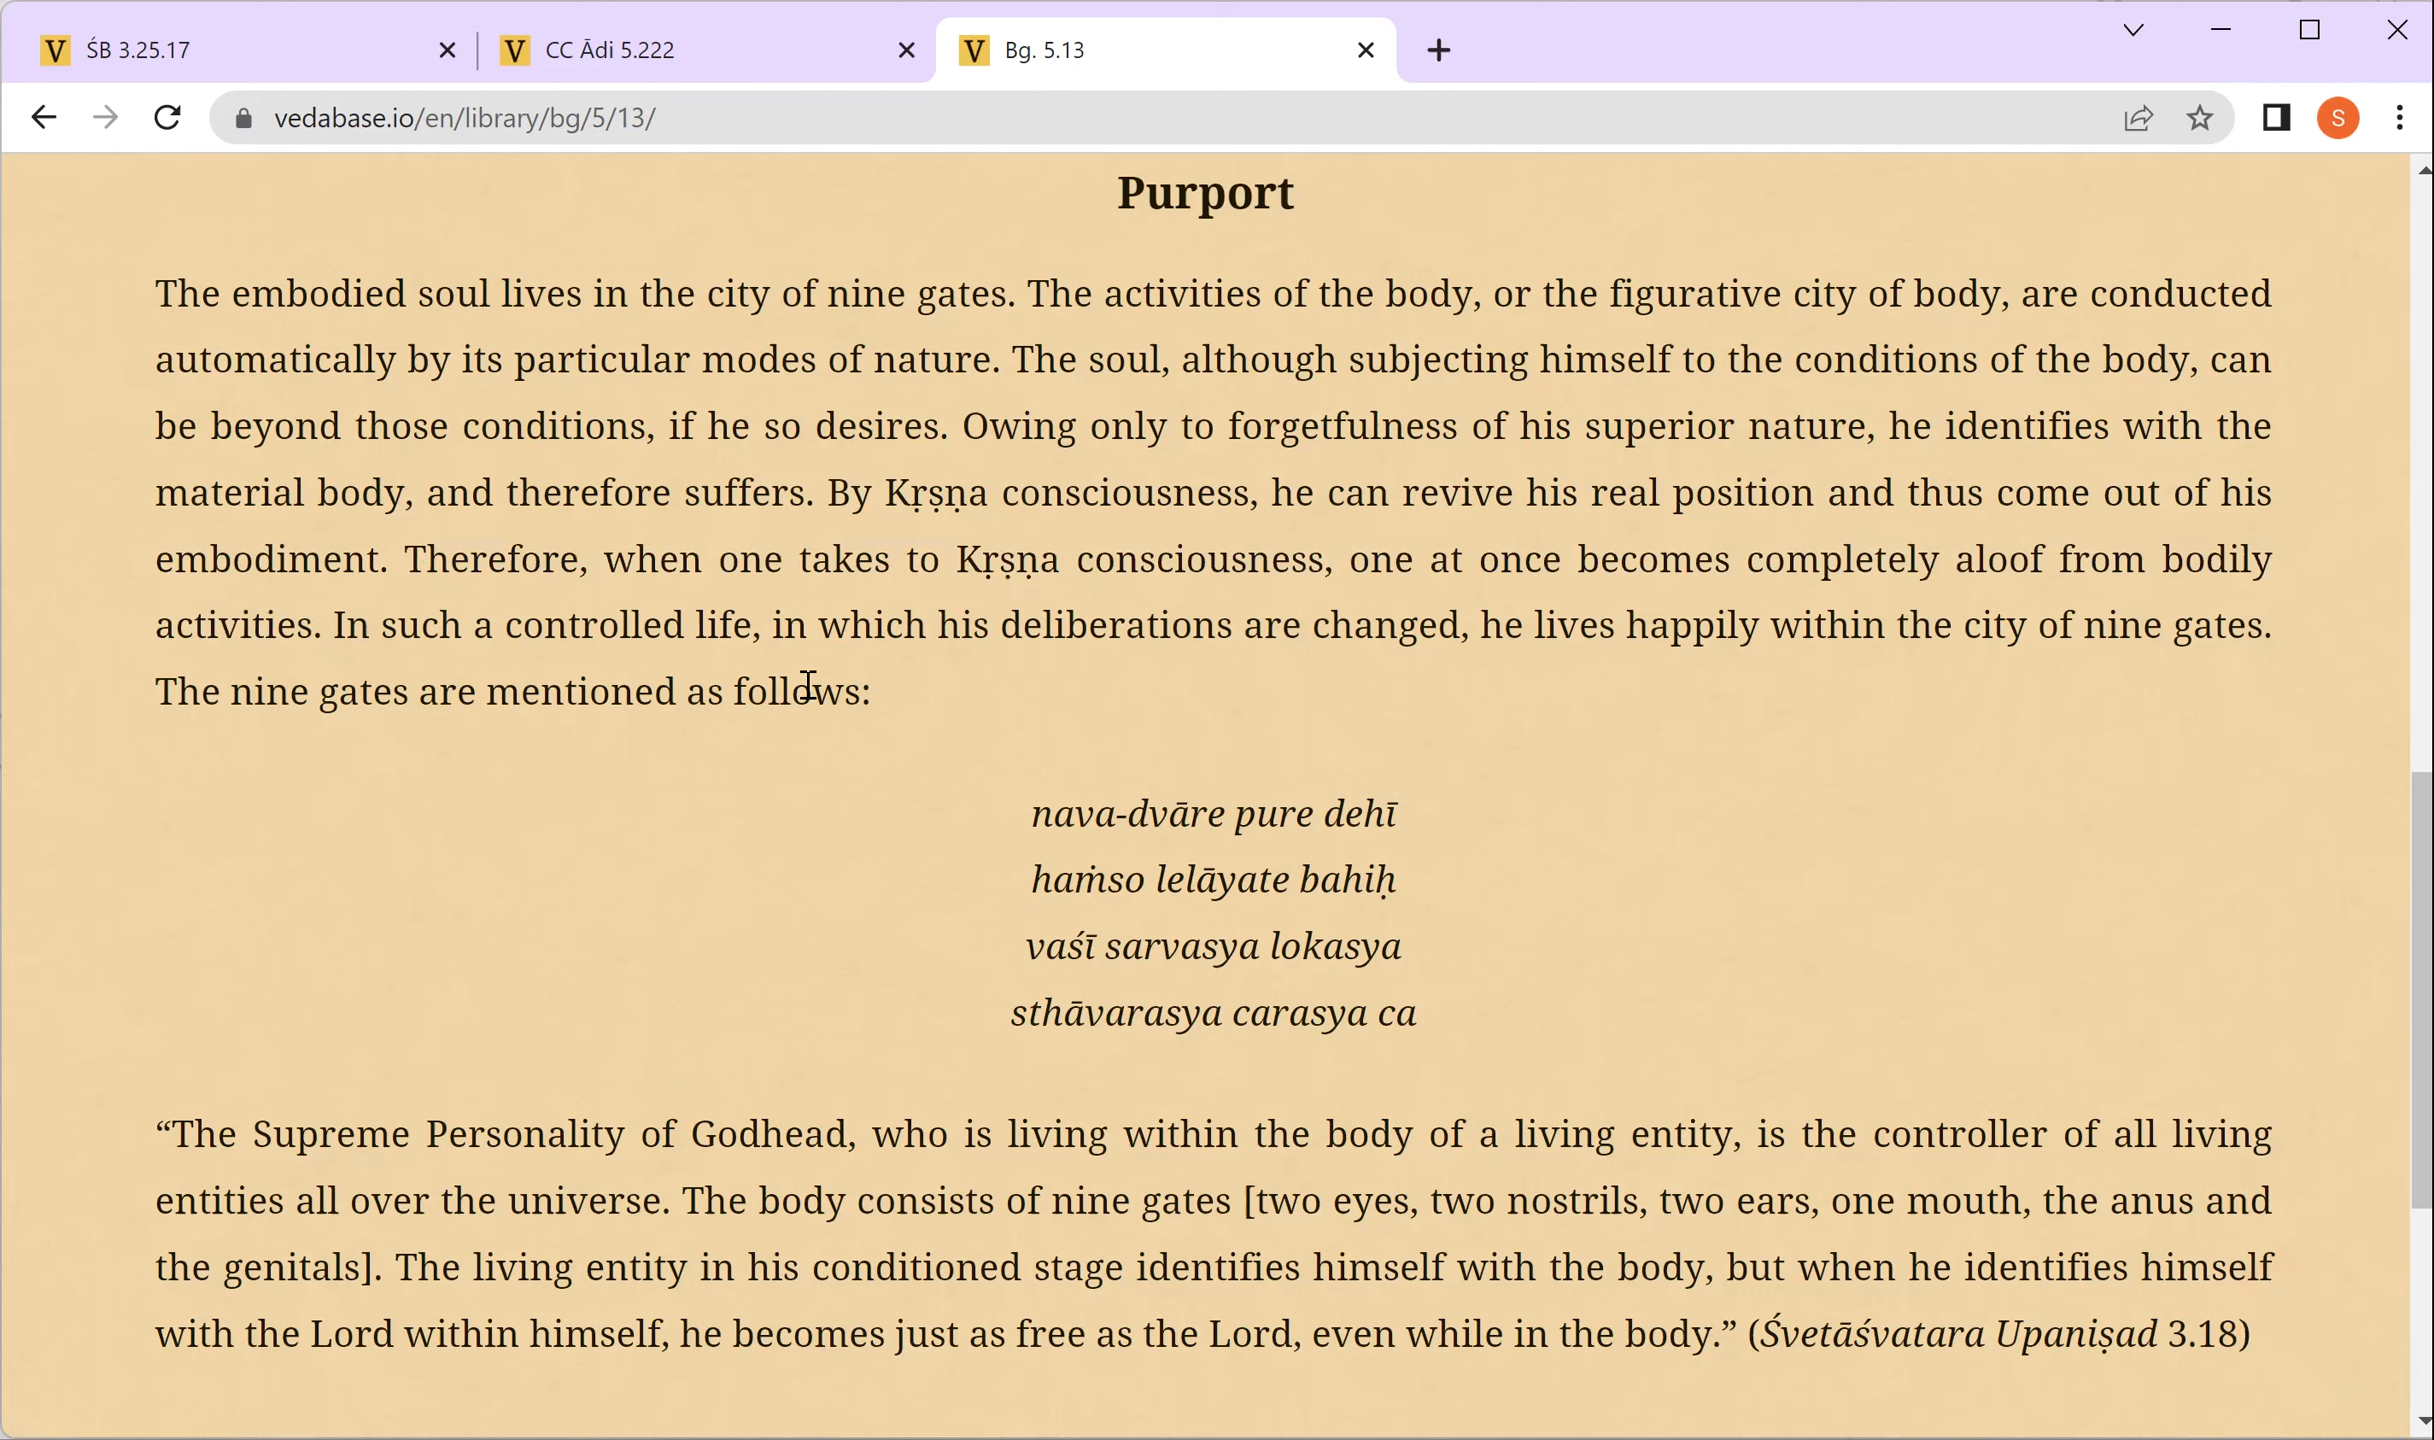 V ŚB 3.25.17
V CC Ādi 5.222
V Bg. 5.13
vedabase.io/en/library/bg/5/13/
S
Purport
The embodied soul lives in the city of nine gates. The activities of the body, or the figurative city of body, are conducted
automatically by its particular modes of nature. The soul, although subjecting himself to the conditions of the body, can
be beyond those conditions, if he so desires. Owing only to forgetfulness of his superior nature, he identifies with the
material body, and therefore suffers. By Kṛṣṇa consciousness, he can revive his real position and thus come out of his
embodiment. Therefore, when one takes to Kṛṣṇa consciousness, one at once becomes completely aloof from bodily
activities. In such a controlled life, in which his deliberations are changed, he lives happily within the city of nine gates.
The nine gates are mentioned as follows:
nava-dvāre pure dehī
haṁso lelāyate bahiḥ
vaśī sarvasya lokasya
sthāvarasya carasya ca
“The Supreme Personality of Godhead, who is living within the body of a living entity, is the controller of all living
entities all over the universe. The body consists of nine gates [two eyes, two nostrils, two ears, one mouth, the anus and
the genitals]. The living entity in his conditioned stage identifies himself with the body, but when he identifies himself
with the Lord within himself, he becomes just as free as the Lord, even while in the body.” (Śvetāśvatara Upaniṣad 3.18)